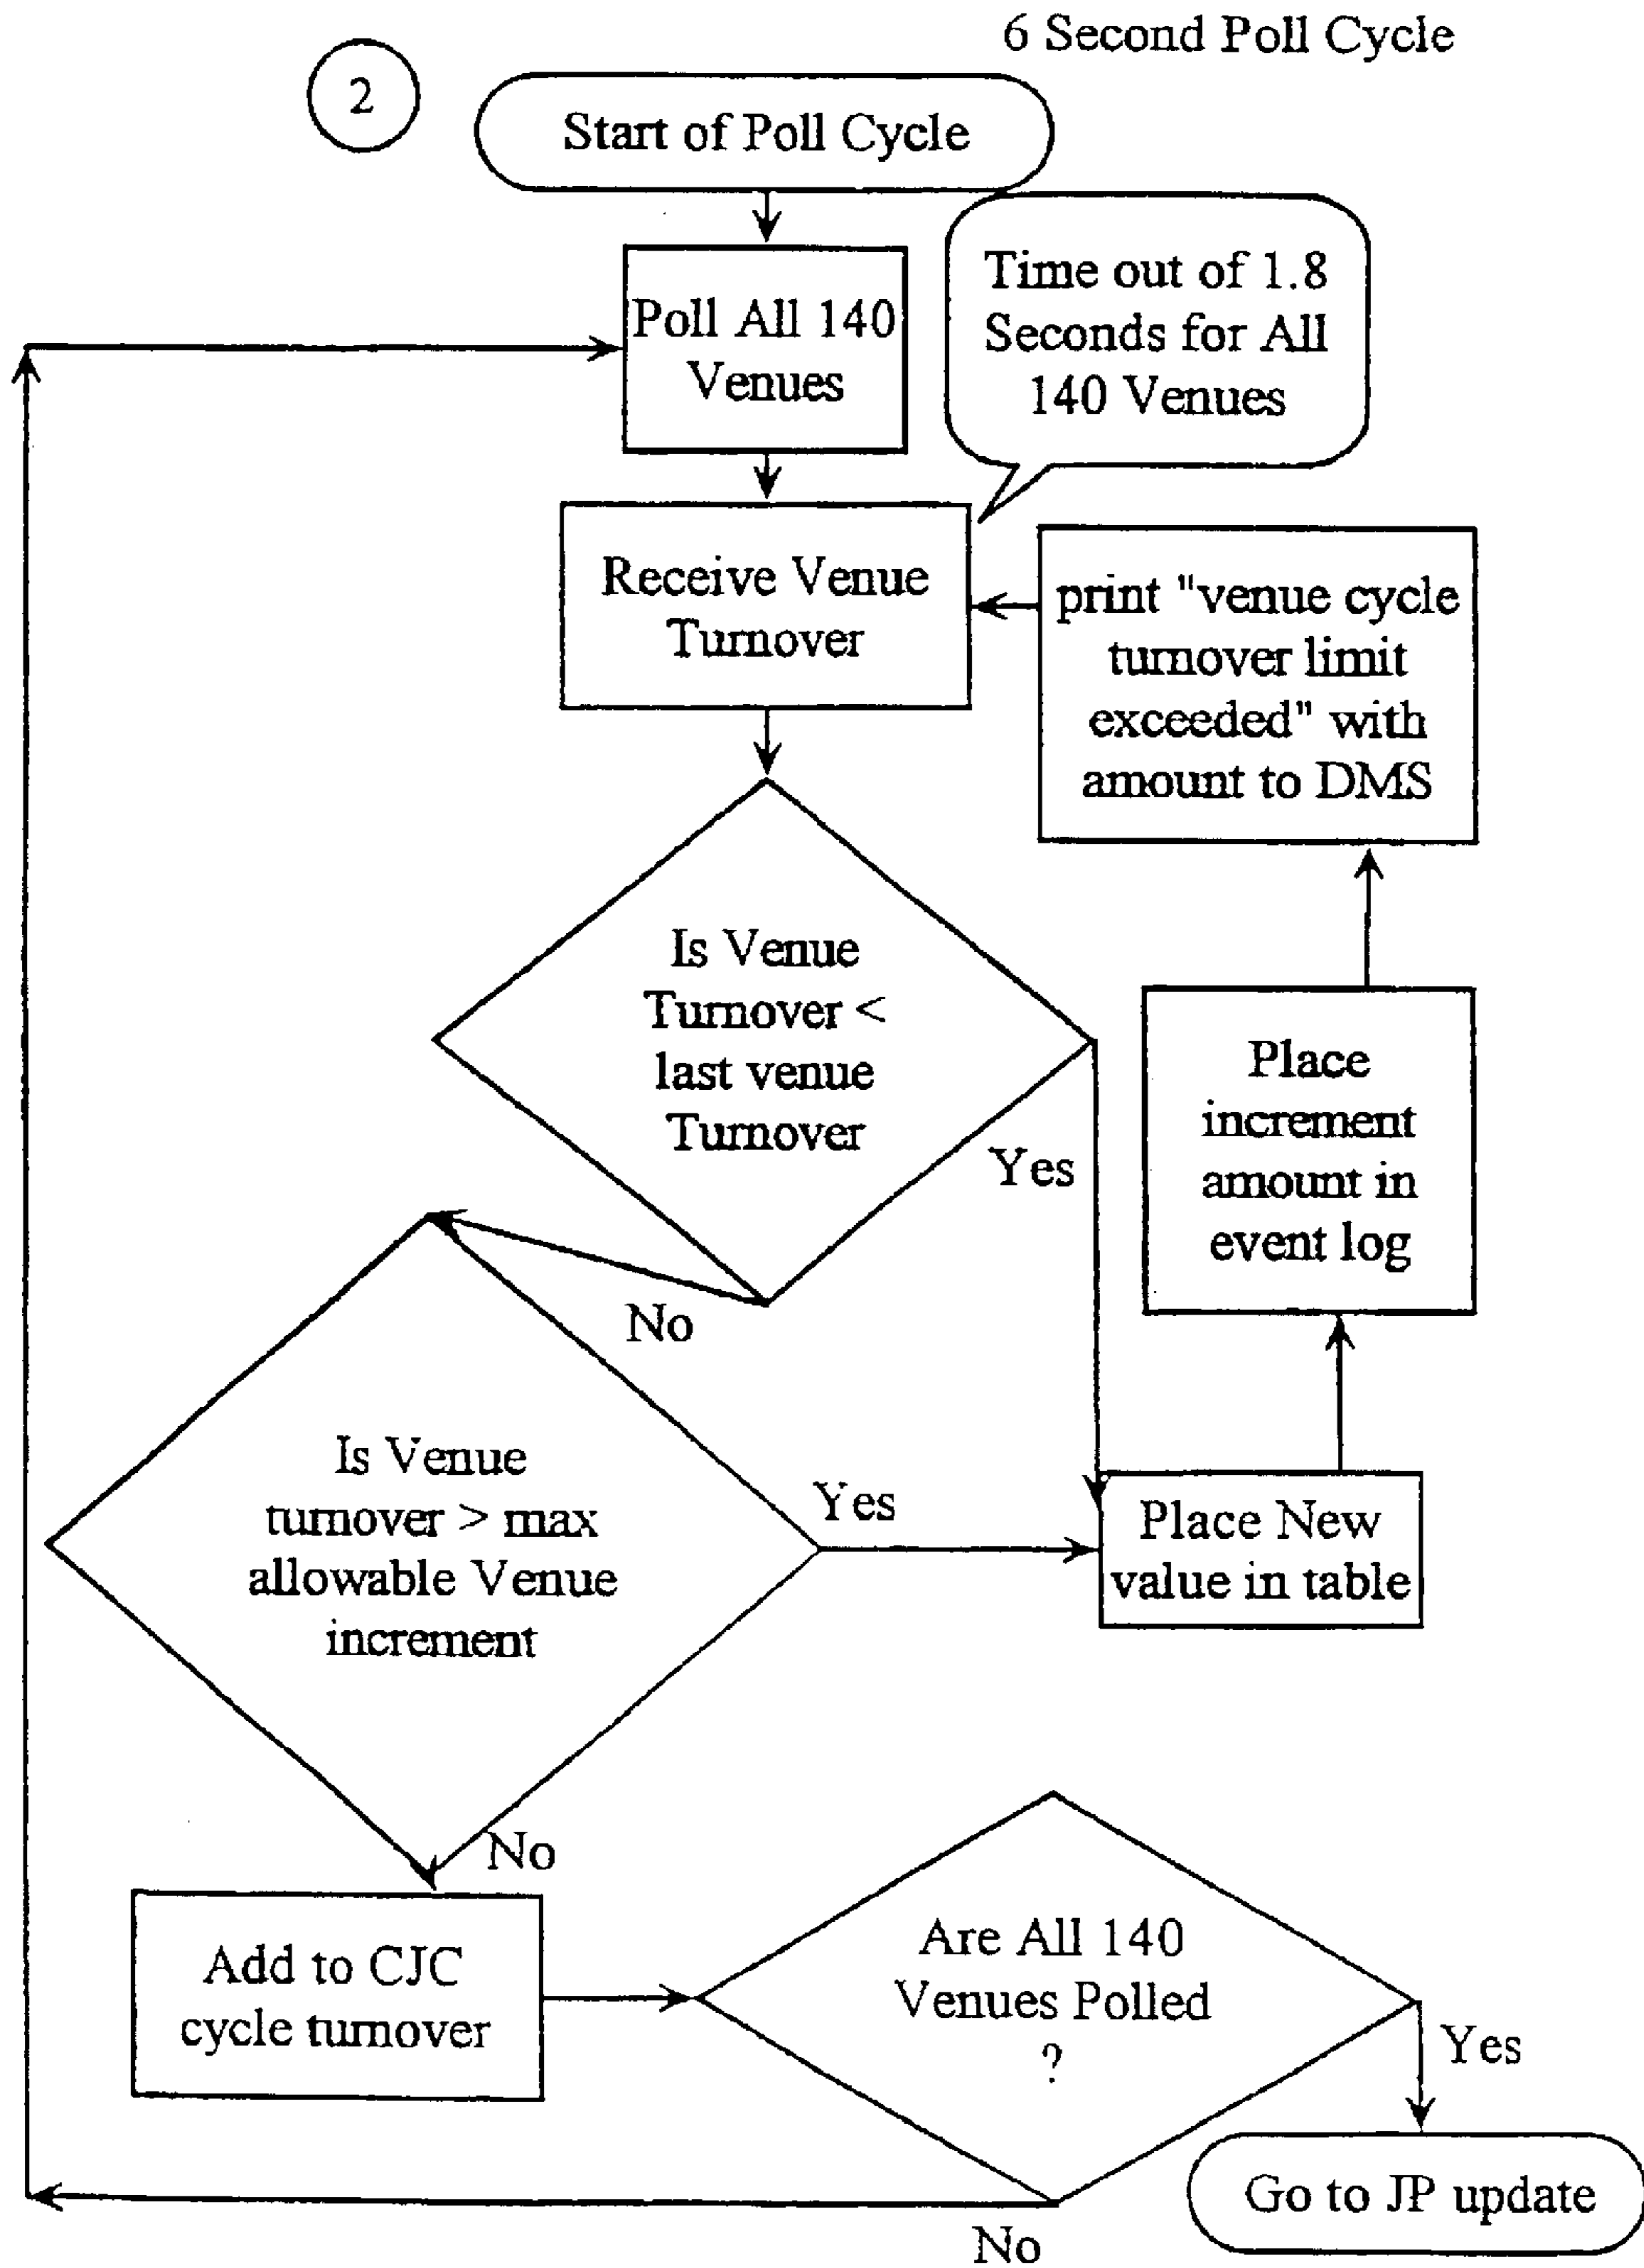 6 Second Poll Cycle
2
Start of Poll Cycle
Poll All 140
Venues
Time out of 1.8
Seconds for All
140 Venues
Receive Venue
Turnover
print "venue cycle
turnover limit
exceeded" with
amount to DMS
Is Venue
Turnover <
last venue
Turnover
Yes
No
Place
increment
amount in
event log
Is Venue
turnover > max
allowable Venue
increment
Yes
No
Place New
value in table
Add to CJC
cycle turnover
Are All 140
Venues Polled
?
Yes
No
Go to JP update